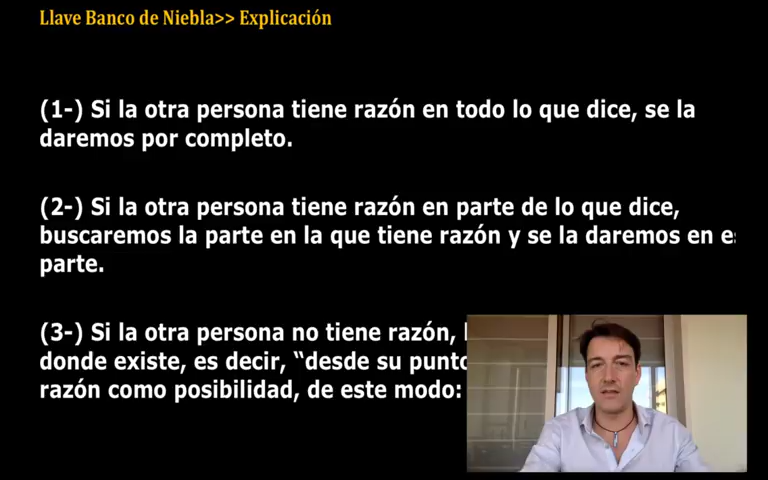 Llave Banco de Niebla>> Explicación
(1-) Si la otra persona tiene razón en todo lo que dice, se la
daremos por completo.
(2-) Si la otra persona tiene razón en parte de lo que dice,
buscaremos la parte en la que tiene razón y se la daremos en
parte.
(3-) Si la otra persona no tiene razón,
donde existe, es decir, “desde su punto
razón como posibilidad, de este modo: